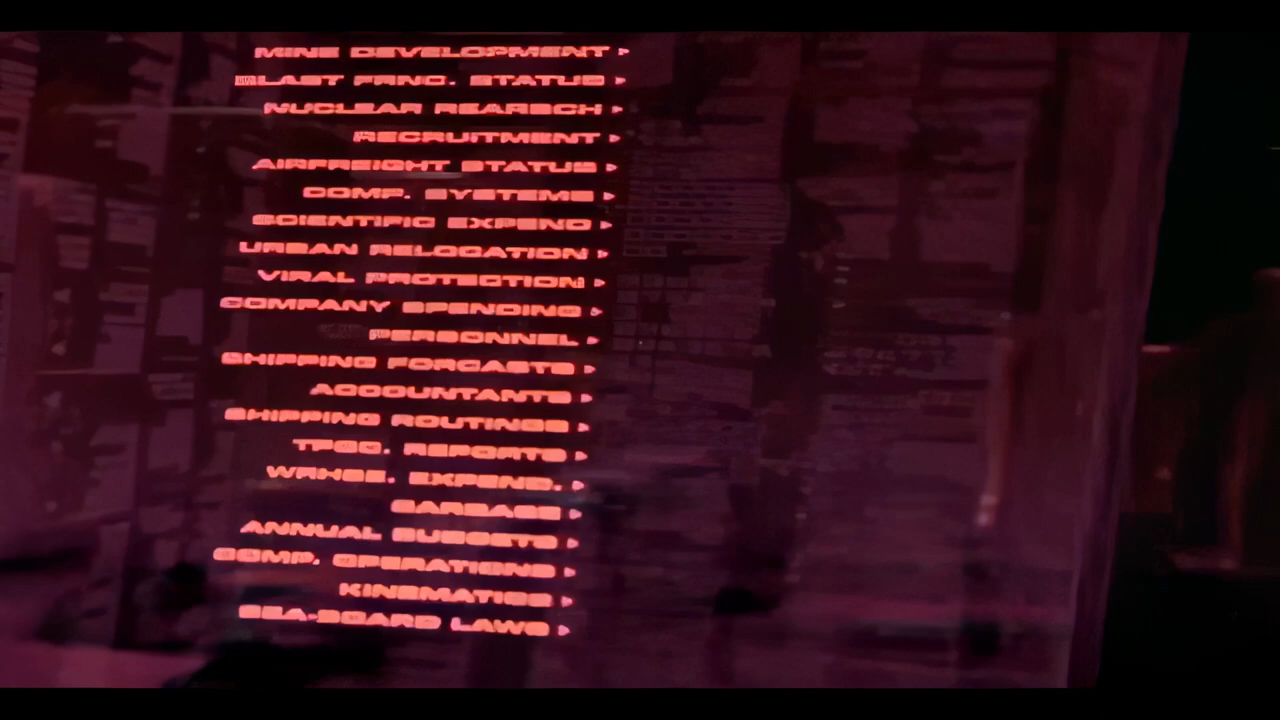 MINE DEVELOPMENT
BLAST FRNC. STATUS
NUCLEAR REARSCH
RECRUITMENT
AIRFREIGHT STATUS
COMP. SYSTEMS
SCIENTIFIC EXPEND
URBAN RELOCATION
VIRAL PROTECTION
COMPANY SPENDING
PERSONNEL
SHIPPING FORCASTS
ACCOUNTANTS
SHIPPING ROUTINGS
REPORTS
WRHSE. EXPEND.
GARBAGE
ANNUAL BUDGETS
COMP. OPERATIONS
KINEMATICS
SEA-BOARD LAWS